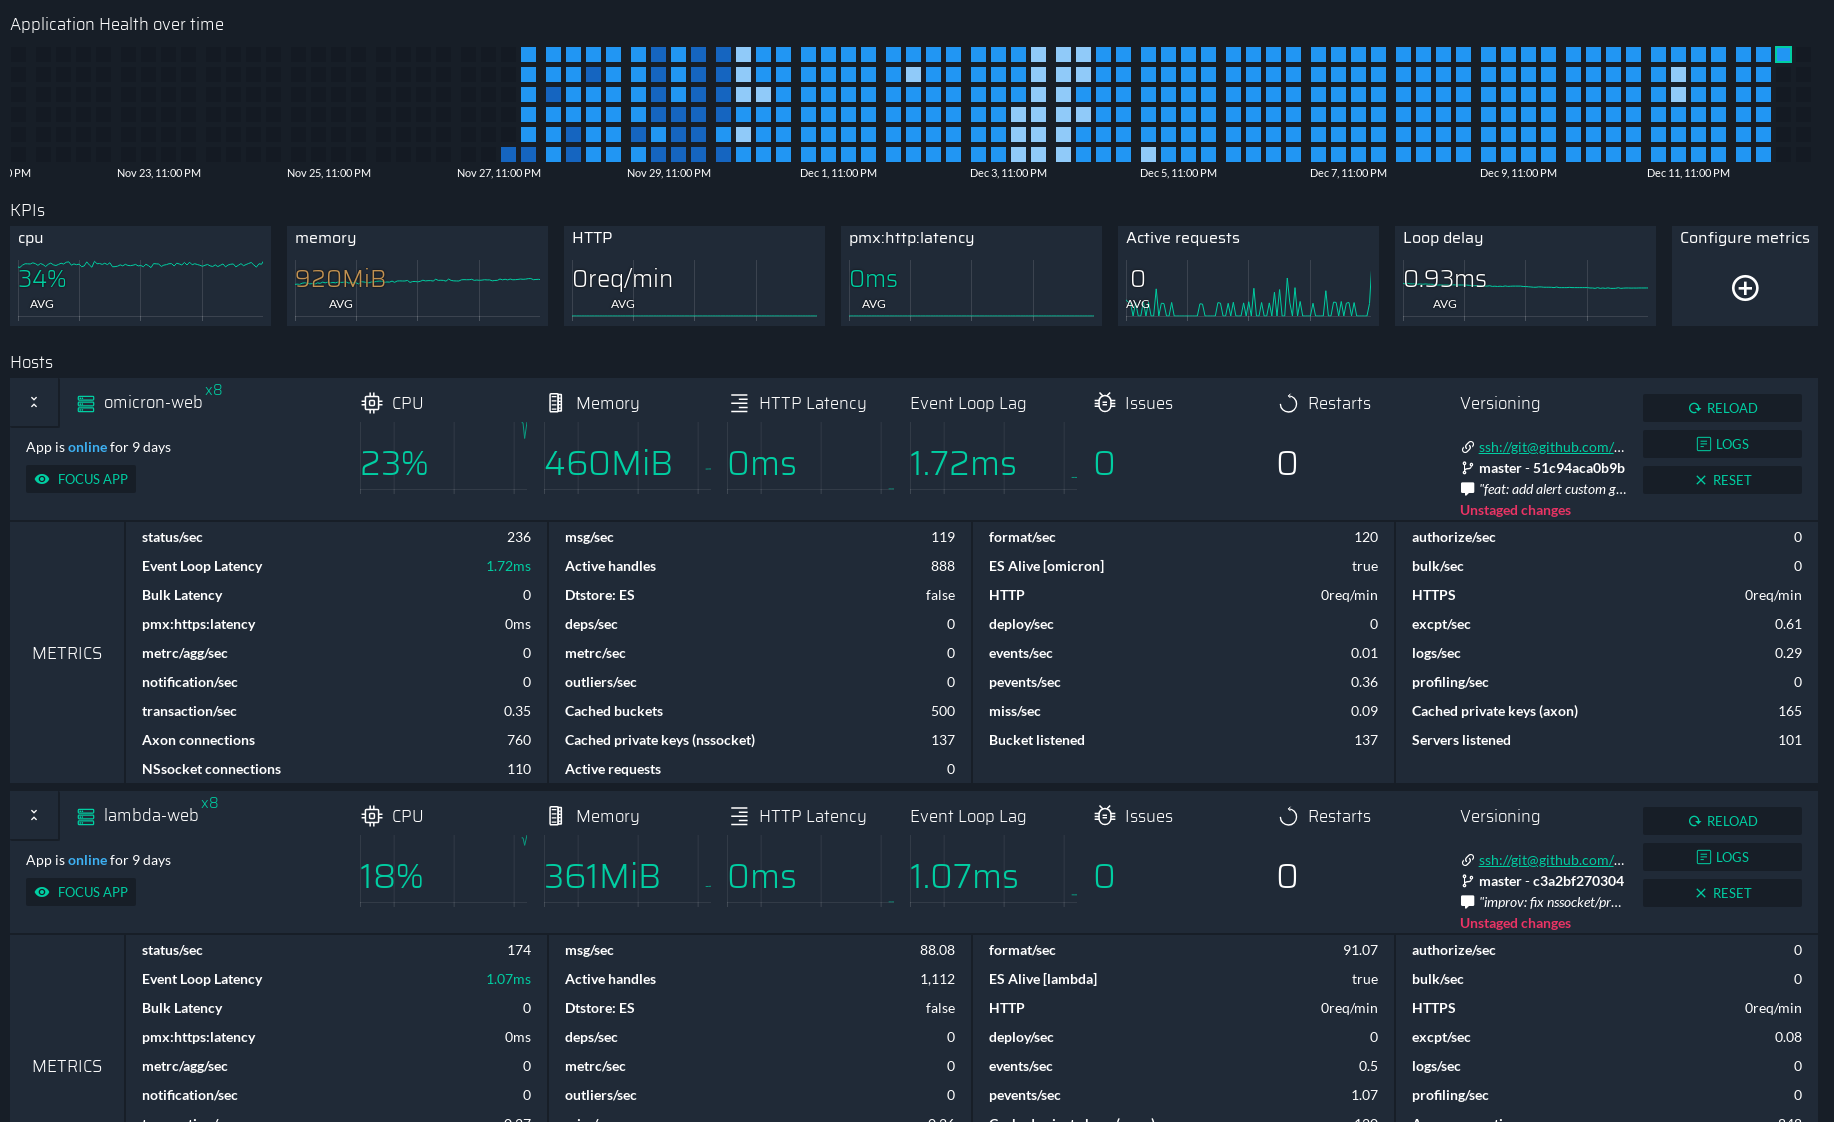 Application Health over time
0 PM Nov 23, 11:00 PM Nov 25, 11:00 PM Nov 27, 11:00 PM Nov 29, 11:00 PM Dec 1, 11:00 PM Dec 3, 11:00 PM Dec 5, 11:00 PM Dec 7, 11:00 PM Dec 9, 11:00 PM Dec 11, 11:00 PM
KPIs
cpu memory HTTP pmx:http:latency Active requests Loop delay Configure metrics
34% 920MiB 0req/min 0ms 0 0.93ms
AVG AVG AVG AVG AVG AVG
Hosts
omicron-web x8 CPU Memory HTTP Latency Event Loop Lag Issues Restarts Versioning RELOAD
App is online for 9 days 23% 460MiB 0ms 1.72ms 0 0 ssh://git@github.com/... LOGS
FOCUS APP master - 51c94aca0b9b RESET
"feat: add alert custom g...
Unstaged changes
METRICS
status/sec 236 msg/sec 119 format/sec 120 authorize/sec 0
Event Loop Latency 1.72ms Active handles 888 ES Alive [omicron] true bulk/sec 0
Bulk Latency 0 Dtstore: ES false HTTP 0req/min HTTPS 0req/min
pmx:https:latency 0ms deps/sec 0 deploy/sec 0 excpt/sec 0.61
metrc/agg/sec 0 metrc/sec 0 events/sec 0.01 logs/sec 0.29
notification/sec 0 outliers/sec 0 pevents/sec 0.36 profiling/sec 0
transaction/sec 0.35 Cached buckets 500 miss/sec 0.09 Cached private keys (axon) 165
Axon connections 760 Cached private keys (nssocket) 137 Bucket listened 137 Servers listened 101
NSsocket connections 110 Active requests 0
lambda-web x8 CPU Memory HTTP Latency Event Loop Lag Issues Restarts Versioning RELOAD
App is online for 9 days 18% 361MiB 0ms 1.07ms 0 0 ssh://git@github.com/... LOGS
FOCUS APP master - c3a2bf270304 RESET
"improv: fix nssocket/pr...
Unstaged changes
METRICS
status/sec 174 msg/sec 88.08 format/sec 91.07 authorize/sec 0
Event Loop Latency 1.07ms Active handles 1,112 ES Alive [lambda] true bulk/sec 0
Bulk Latency 0 Dtstore: ES false HTTP 0req/min HTTPS 0req/min
pmx:https:latency 0ms deps/sec 0 deploy/sec 0 excpt/sec 0.08
metrc/agg/sec 0 metrc/sec 0 events/sec 0.5 logs/sec 0
notification/sec 0 outliers/sec 0 pevents/sec 1.07 profiling/sec 0